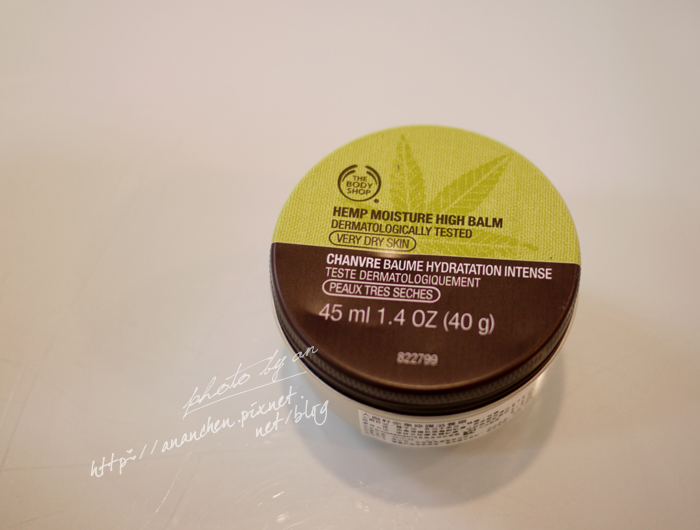 THE
BODY
SHOP
HEMP MOISTURE HIGH BALM
DERMATOLOGICALLY TESTED
VERY DRY SKIN
CHANVRE BAUME HYDRATATION INTENSE
TESTE DERMATOLOGIQUEMENT
PEAUX TRES SECHES
45 ml 1.4 OZ (40 g)
822799
photo by an
http://ananchen.pixnet.
net/blog